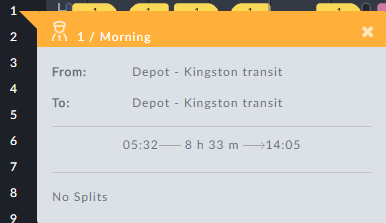 1
2
3
4
5
6
7
8
9
1 / Morning
From: Depot - Kingston transit
To: Depot - Kingston transit
05:32 8 h 33 m 14:05
No Splits